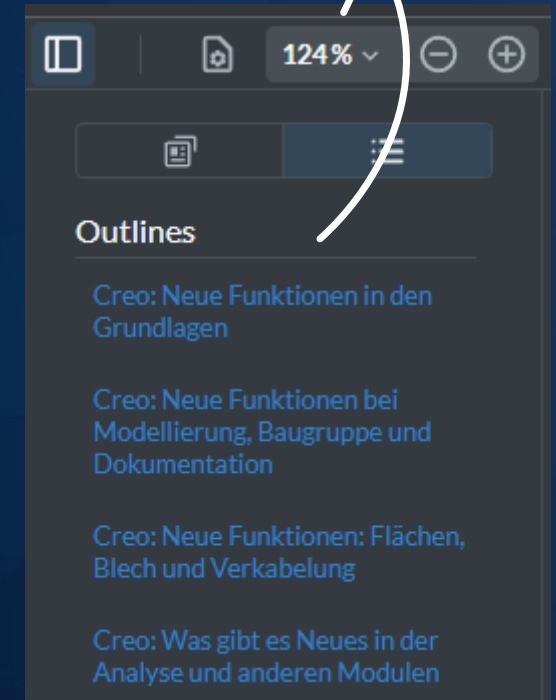 124%
Outlines
Creo: Neue Funktionen in den
Grundlagen
Creo: Neue Funktionen bei
Modellierung, Baugruppe und
Dokumentation
Creo: Neue Funktionen: Flächen,
Blech und Verkabelung
Creo: Was gibt es Neues in der
Analyse und anderen Modulen